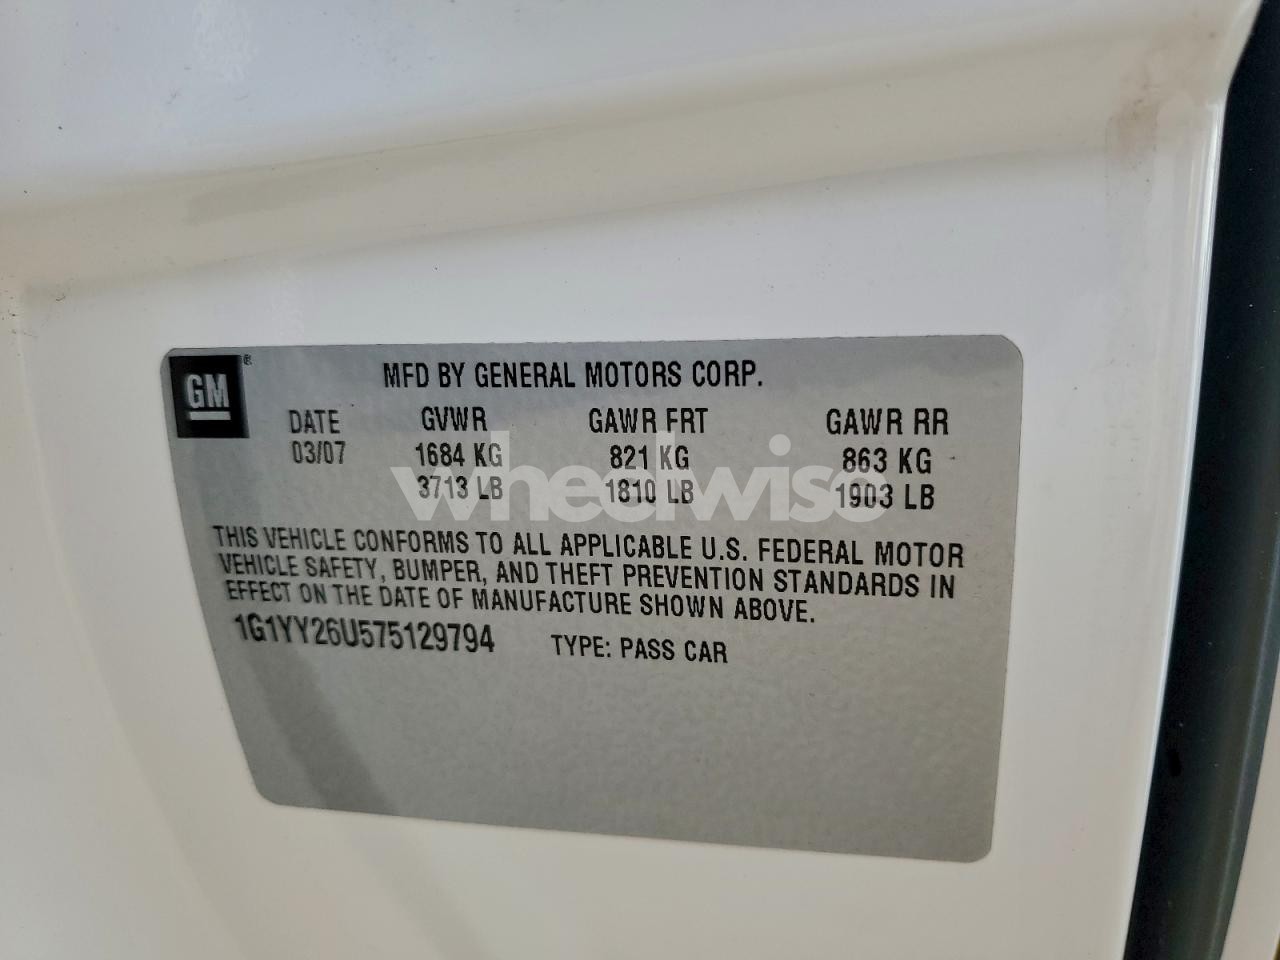 GM®
MFD BY GENERAL MOTORS CORP.
DATE GVWR GAWR FRT GAWR RR
03/07 1684 KG 821 KG 863 KG
3713 LB 1810 LB 1903 LB
wheelwise
THIS VEHICLE CONFORMS TO ALL APPLICABLE U.S. FEDERAL MOTOR
VEHICLE SAFETY, BUMPER, AND THEFT PREVENTION STANDARDS IN
EFFECT ON THE DATE OF MANUFACTURE SHOWN ABOVE.
1G1YY26U575129794 TYPE: PASS CAR